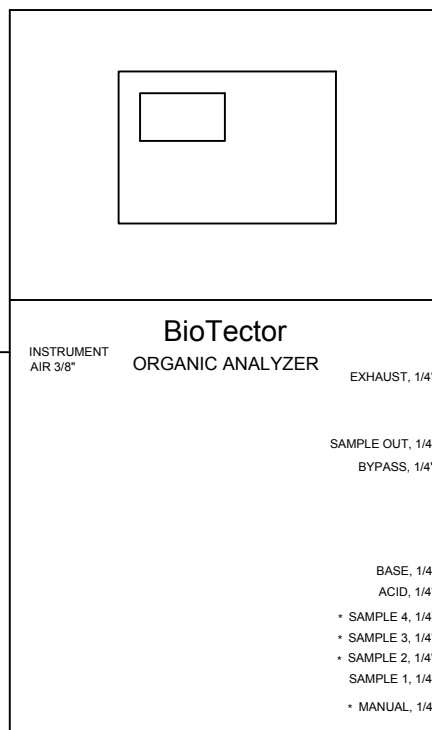 BioTector
ORGANIC ANALYZER
INSTRUMENT
AIR 3/8"
EXHAUST, 1/4"
SAMPLE OUT, 1/4
BYPASS, 1/4"
BASE, 1/4
ACID, 1/4"
* SAMPLE 4, 1/4"
* SAMPLE 3, 1/4"
* SAMPLE 2, 1/4"
SAMPLE 1, 1/4
* MANUAL, 1/4